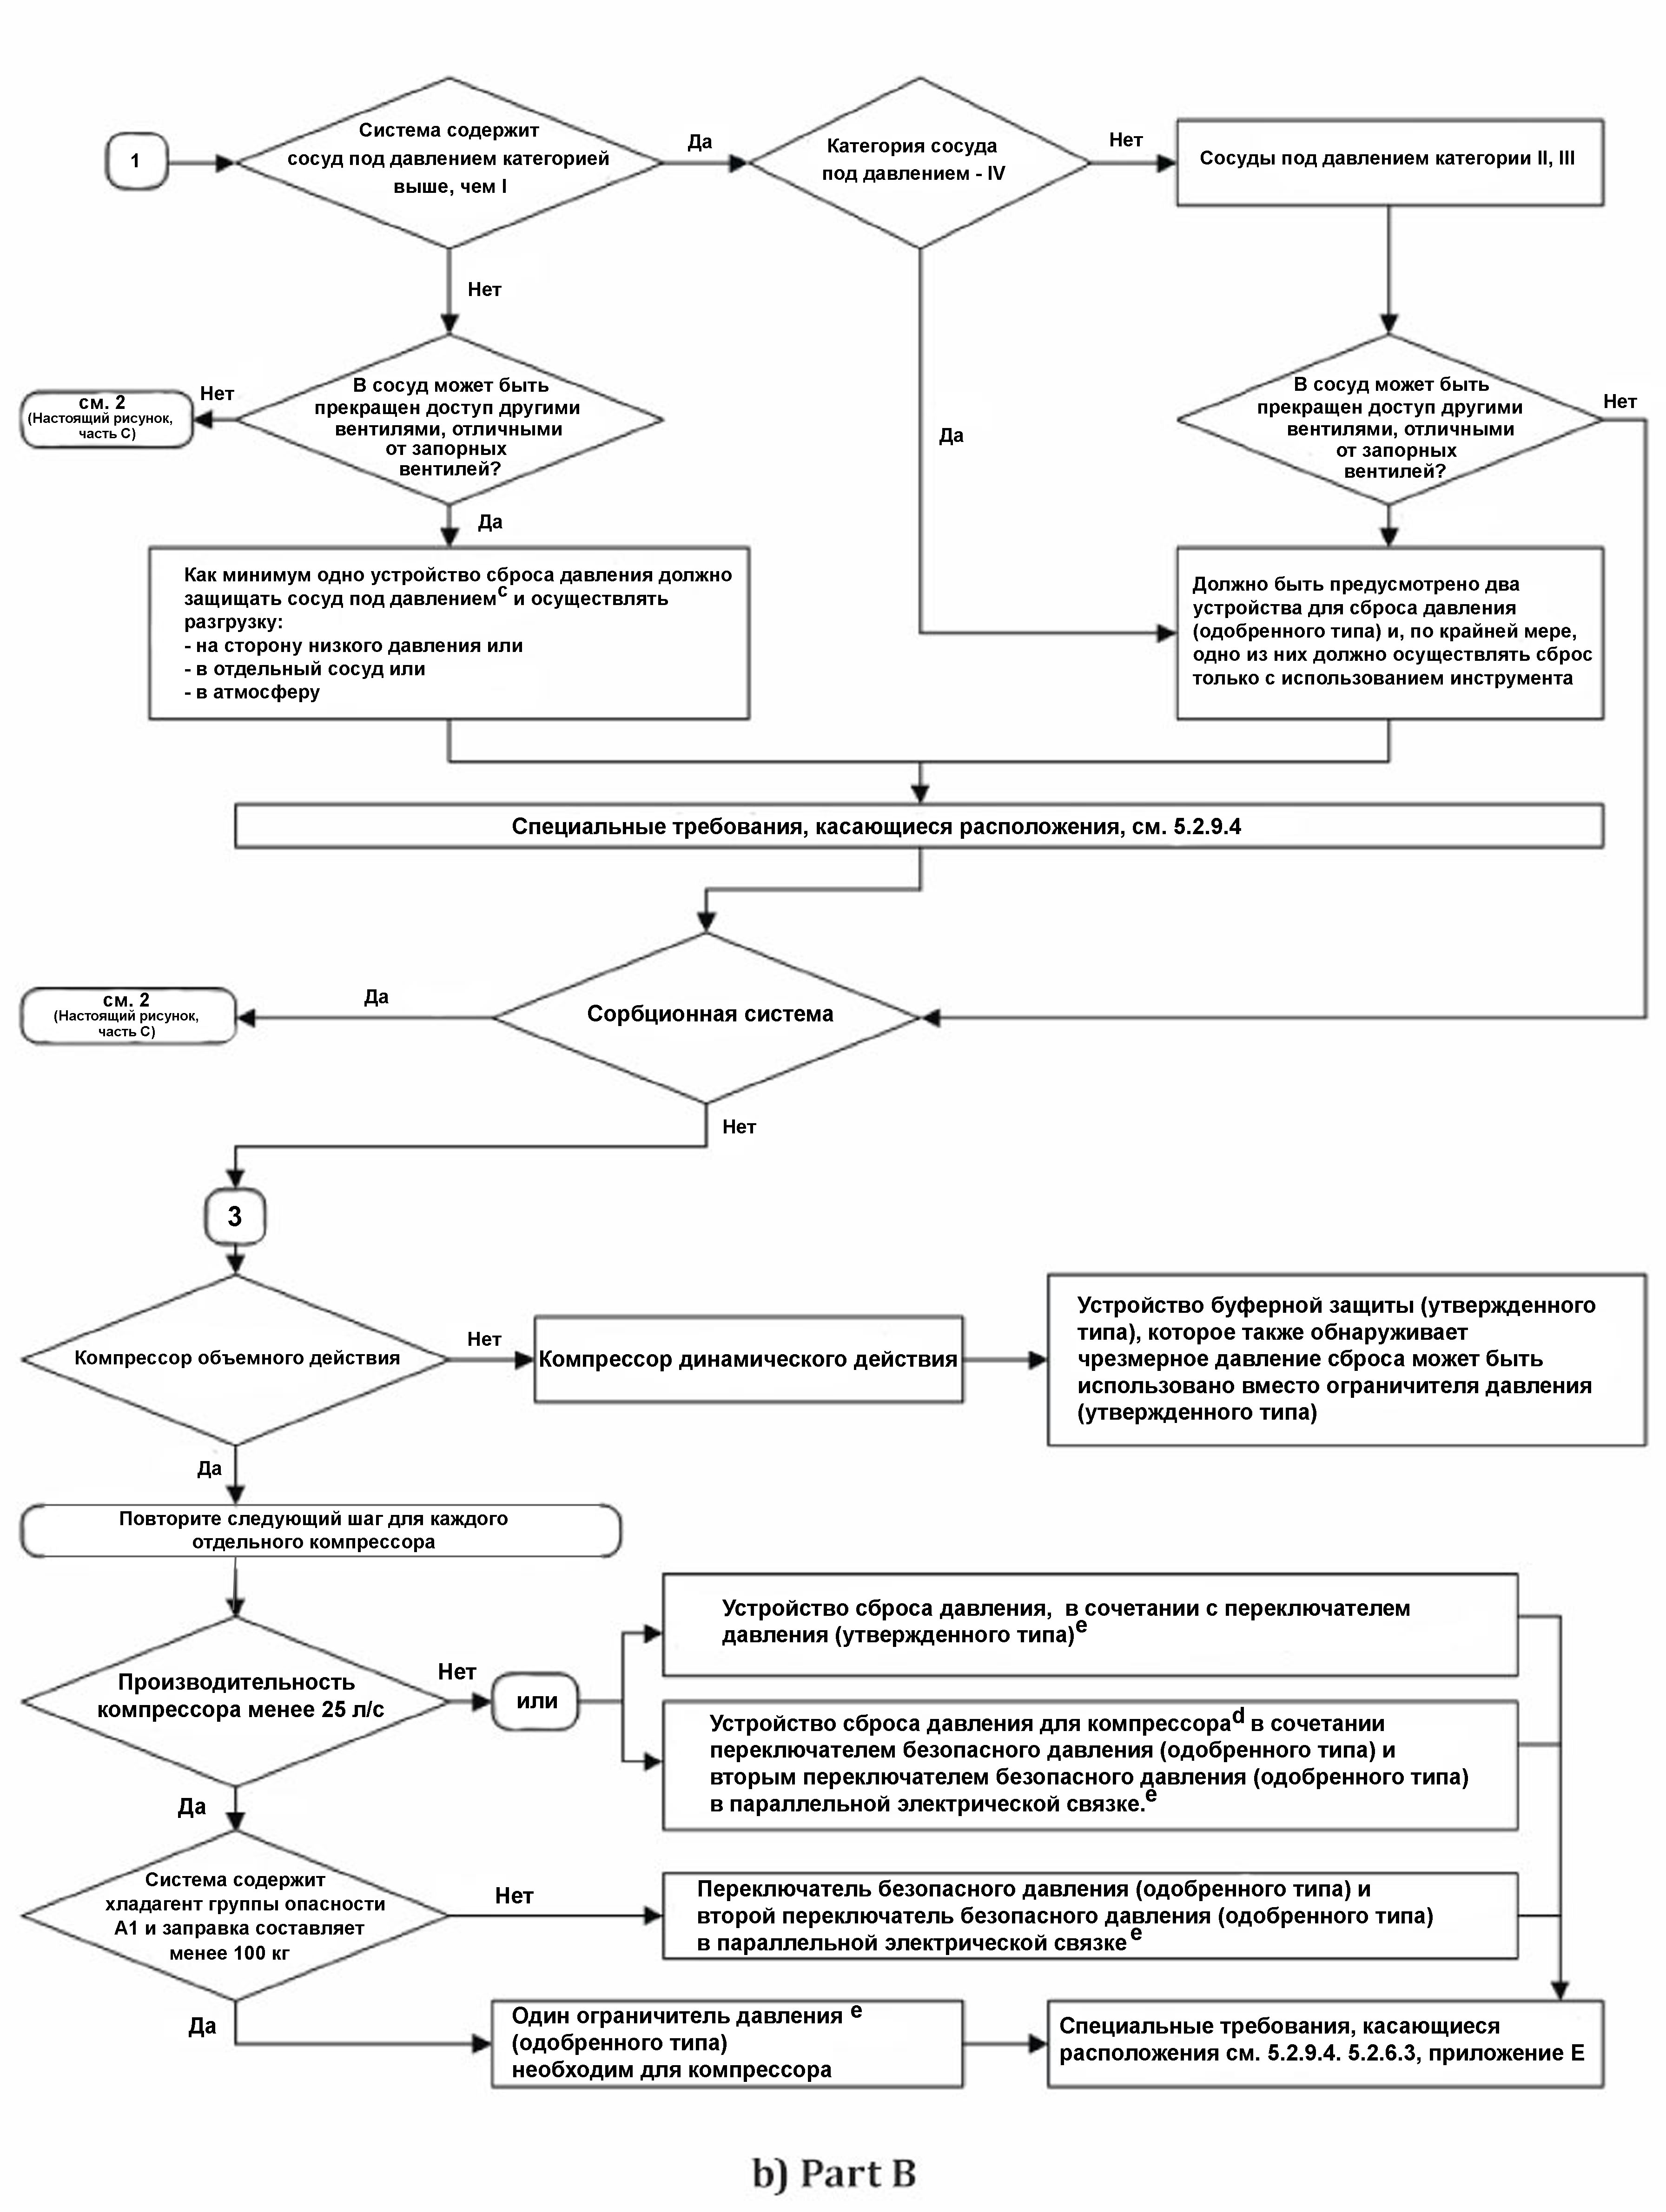 1
Система содержит
сосуд под давлением категорией
выше, чем I
Да
Категория сосуда
под давлением - IV
Нет
Сосуды под давлением категории II, III
Нет
см. 2
(Настоящий рисунок,
часть С)
Нет
В сосуд может быть
прекращен доступ другими
вентилями, отличными
от запорных
вентилей?
Да
В сосуд может быть
прекращен доступ другими
вентилями, отличными
от запорных
вентилей?
Нет
Да
Как минимум одно устройство сброса давления должно
защищать сосуд под давлением^c и осуществлять
разгрузку:
- на сторону низкого давления или
- в отдельный сосуд или
- в атмосферу
Должно быть предусмотрено два
устройства для сброса давления
(одобренного типа) и, по крайней мере,
одно из них должно осуществлять сброс
только с использованием инструмента
Специальные требования, касающиеся расположения, см. 5.2.9.4
см. 2
(Настоящий рисунок,
часть С)
Да
Сорбционная система
Нет
3
Компрессор объемного действия
Нет
Компрессор динамического действия
Устройство буферной защиты (утвержденного
типа), которое также обнаруживает
чрезмерное давление сброса может быть
использовано вместо ограничителя давления
(утвержденного типа)
Да
Повторите следующий шаг для каждого
отдельного компрессора
Производительность
компрессора менее 25 л/с
Нет
или
Устройство сброса давления, в сочетании с переключателем
давления (утвержденного типа)^e
Устройство сброса давления для компрессора^d в сочетании
переключателем безопасного давления (одобренного типа) и
вторым переключателем безопасного давления (одобренного типа)
в параллельной электрической связке.^e
Да
Система содержит
хладагент группы опасности
А1 и заправка составляет
менее 100 кг
Нет
Переключатель безопасного давления (одобренного типа) и
второй переключатель безопасного давления (одобренного типа)
в параллельной электрической связке^e
Да
Один ограничитель давления^e
(одобренного типа)
необходим для компрессора
Специальные требования, касающиеся
расположения см. 5.2.9.4. 5.2.6.3, приложение Е
b) Part B